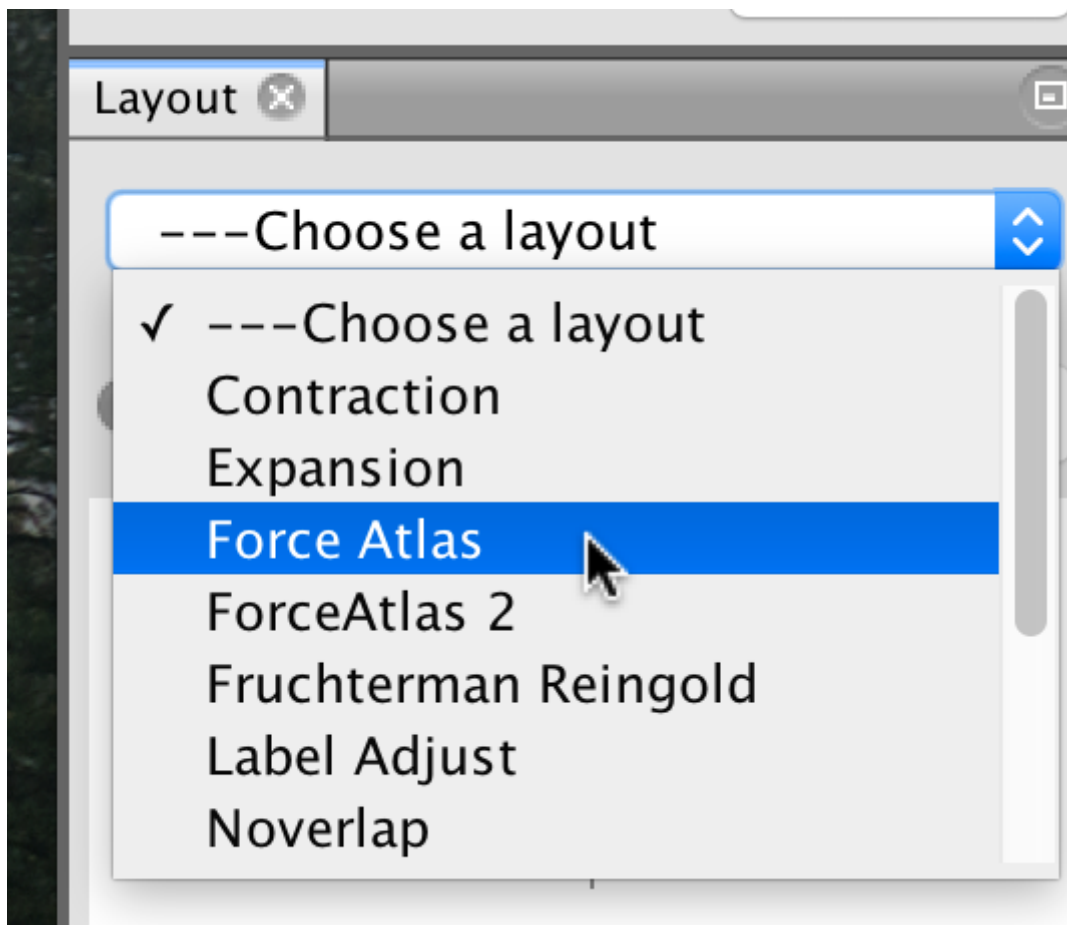 Layout
---Choose a layout
✓ ---Choose a layout
Contraction
Expansion
Force Atlas
ForceAtlas 2
Fruchterman Reingold
Label Adjust
Noverlap